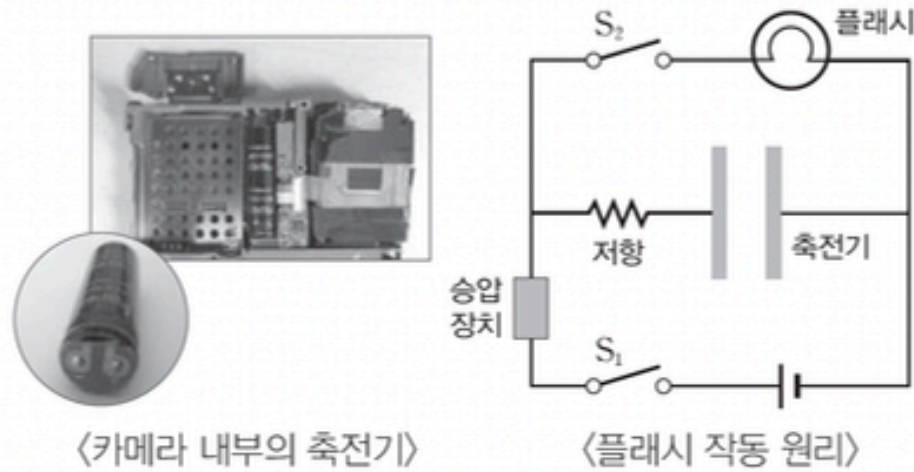 S₂
플래시
저항
축전기
승압
장치
S₁
〈카메라 내부의 축전기〉
〈플래시 작동 원리〉